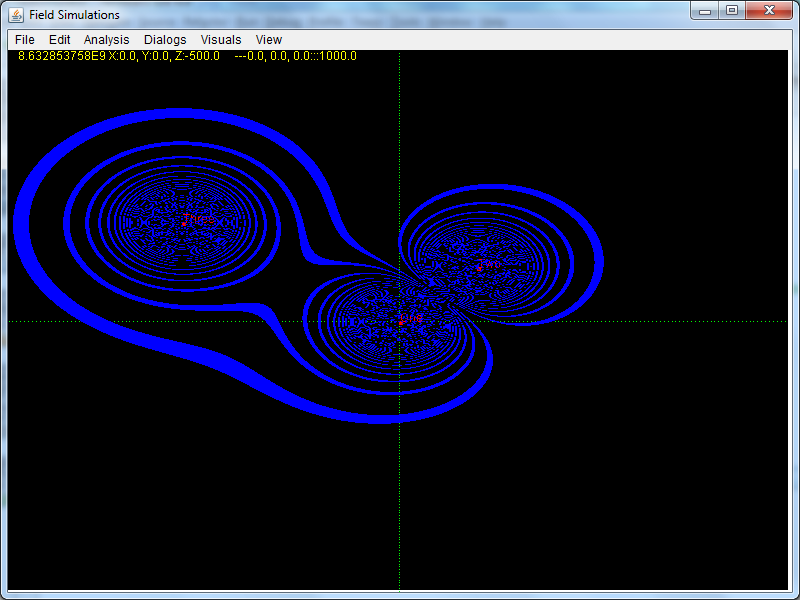 Field Simulations
File Edit Analysis Dialogs Visuals View
8.632853758E9 X:0.0, Y:0.0, Z:-500.0 ---0.0, 0.0, 0.0:::1000.0
Three
Two
One